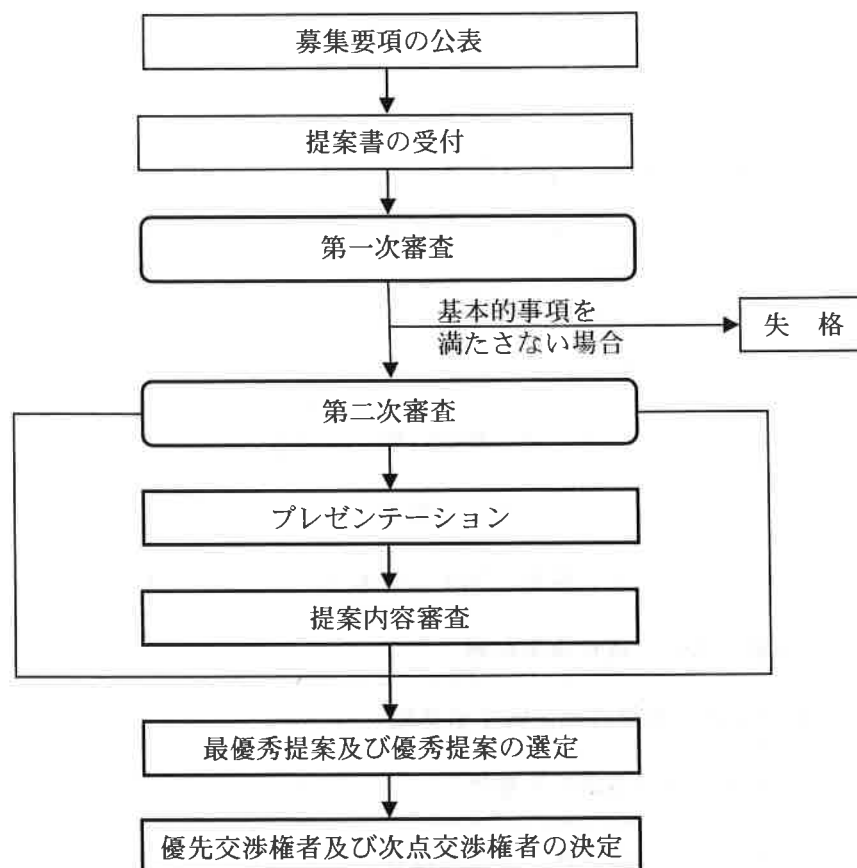 募集要項の公表
提案書の受付
第一次審査
基本的事項を
満たさない場合
失　格
第二次審査
プレゼンテーション
提案内容審査
最優秀提案及び優秀提案の選定
優先交渉権者及び次点交渉権者の決定